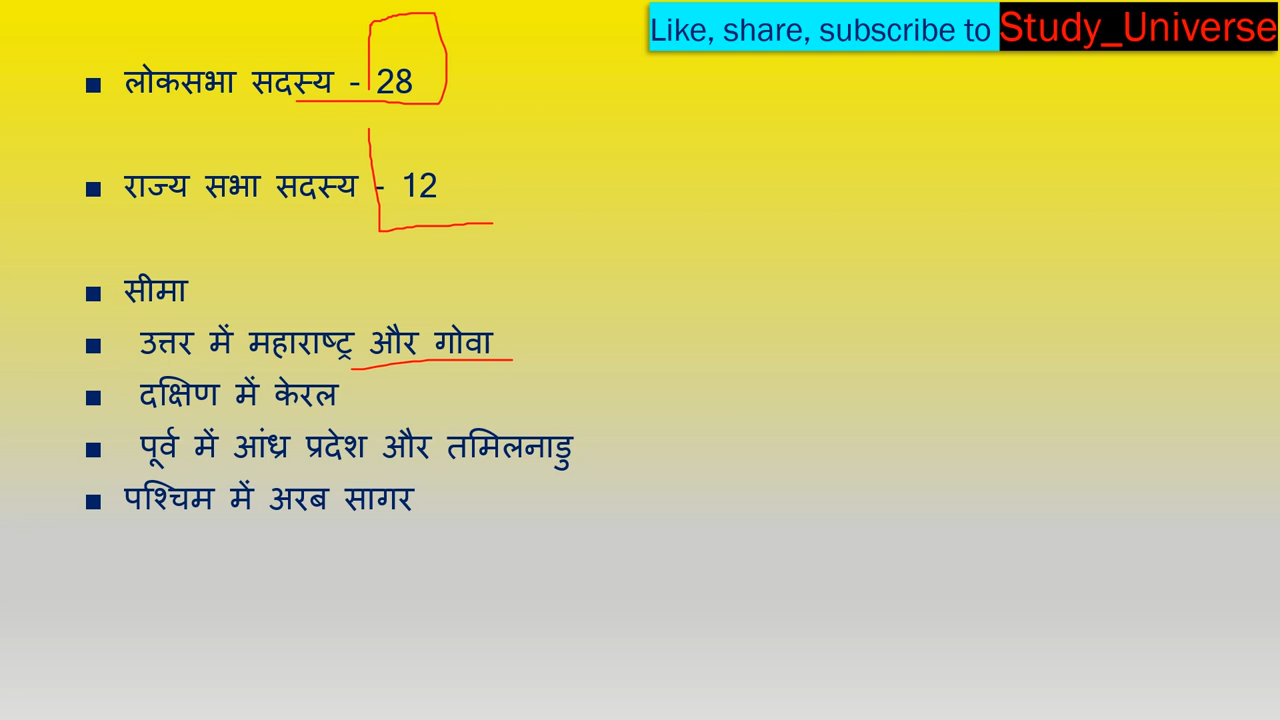 Like, share, subscribe to Study_Universe
▪ लोकसभा सदस्य - 28
▪ राज्य सभा सदस्य - 12
▪ सीमा
▪ उत्तर में महाराष्ट्र और गोवा
▪ दक्षिण में केरल
▪ पूर्व में आंध्र प्रदेश और तमिलनाडु
▪ पश्चिम में अरब सागर